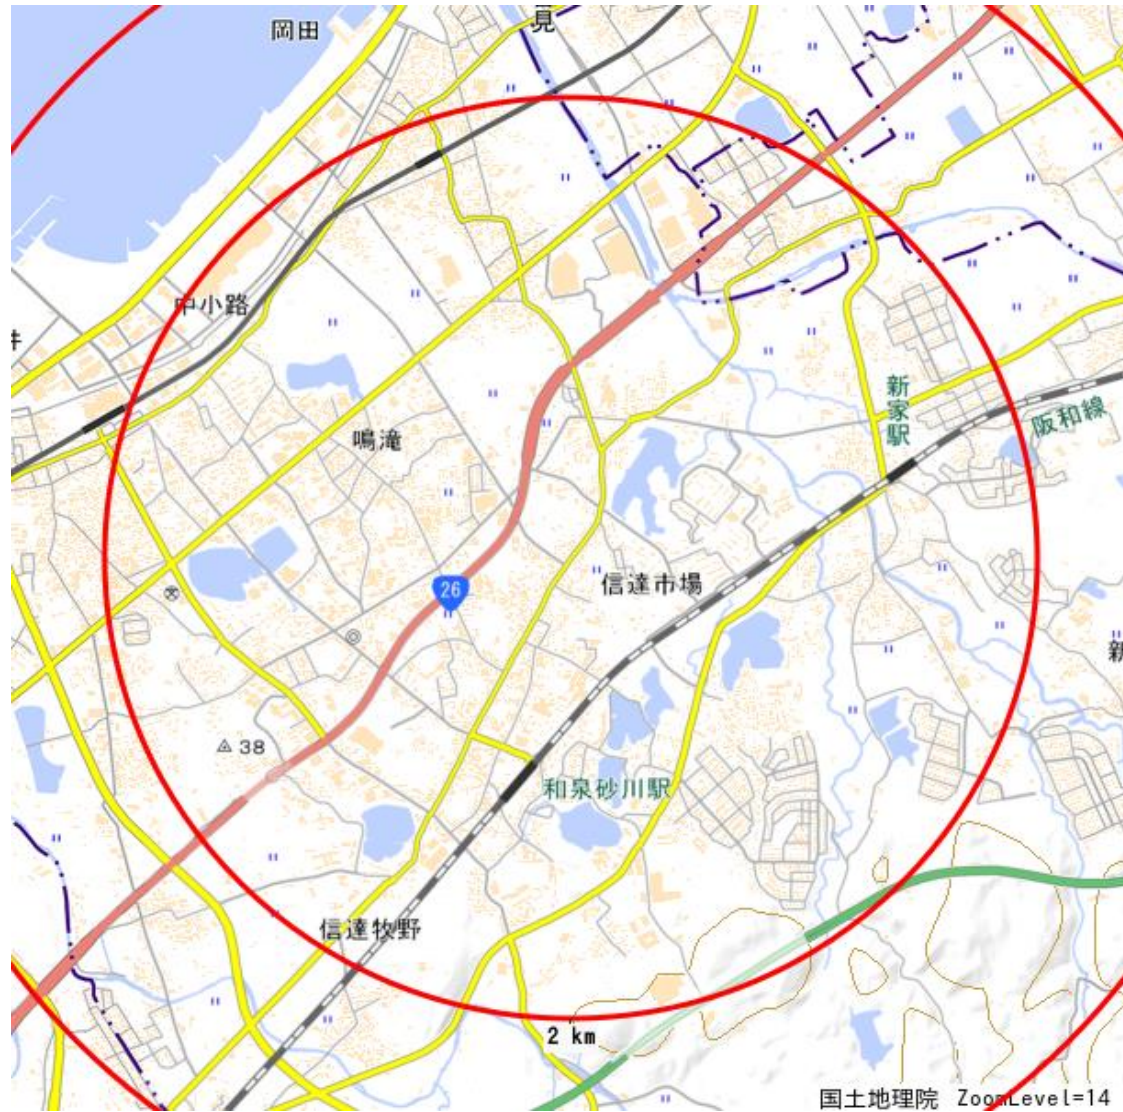 岡田
見
中小路
井
新家駅
阪和線
鳴滝
26
信達市場
新
38
和泉砂川駅
信達牧野
2 km
国土地理院 ZoomLevel=14